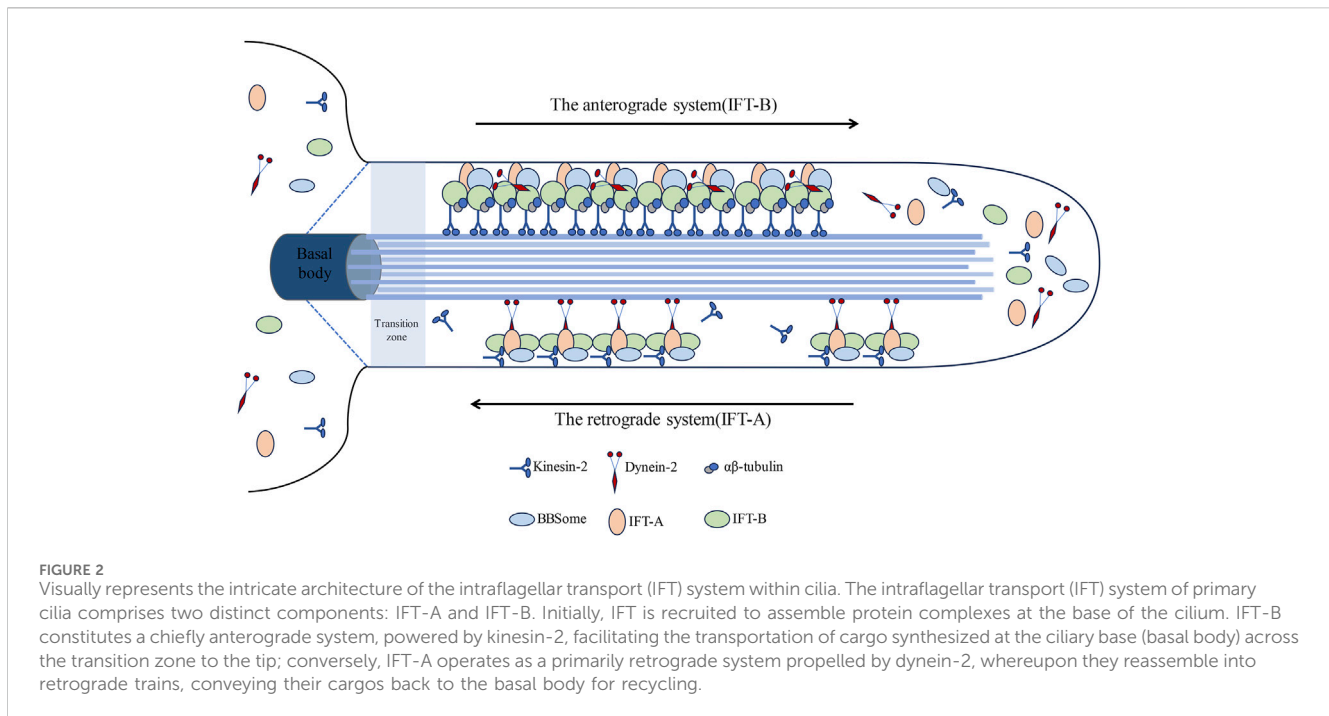 The anterograde system(IFT-B)
Basal
body
Transition
zone
The retrograde system(IFT-A)
Kinesin-2
Dynein-2
αβ-tubulin
BBSome
IFT-A
IFT-B
FIGURE 2
Visually represents the intricate architecture of the intraflagellar transport (IFT) system within cilia. The intraflagellar transport (IFT) system of primary
cilia comprises two distinct components: IFT-A and IFT-B. Initially, IFT is recruited to assemble protein complexes at the base of the cilium. IFT-B
constitutes a chiefly anterograde system, powered by kinesin-2, facilitating the transportation of cargo synthesized at the ciliary base (basal body) across
the transition zone to the tip; conversely, IFT-A operates as a primarily retrograde system propelled by dynein-2, whereupon they reassemble into
retrograde trains, conveying their cargos back to the basal body for recycling.